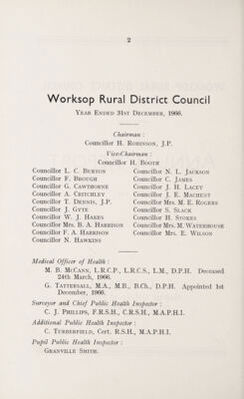 2
Worksop Rural District Council
YEAR ENDED 31ST DECEMBER, 1966.
Chairman :
Councillor H. ROBINSON, J.P.
Vice-Chairman :
Councillor H. BOOTH
Councillor L. C. BURTON
Councillor F. BROUGH
Councillor G. CAWTHORNE
Councillor A. CRITCHLEY
Councillor T. DENNIS, J.P.
Councillor J. GYTE
Councillor W. J. HAKES
Councillor Mrs. B. A. HARRISON
Councillor F. A. HARRISON
Councillor N. HAWKINS
Councillor N. L. JACKSON
Councillor C. JAMES
Councillor J. H. LACEY
Councillor J. E. MACHENT
Councillor Mrs. M. E. ROGERS
Councillor S. SLACK
Councillor H. STOKES
Councillor Mrs. M. WATERHOUSE
Councillor Mrs. E. WILSON
Medical Officer of Health :
M. B. MCCANN, L.R.C.P., L.R.C.S., L.M., D.P.H. Deceased
24th March, 1966.
G. TATTERSALL, M.A., M.B., B.Ch., D.P.H. Appointed 1st
December, 1966.
Surveyor and Chief Public Health Inspector :
C. J. PHILLIPS, F.R.S.H., C.R.S.H., M.A.P.H.I.
Additional Public Health Inspector :
C. TURBERFIELD, Cert. R.S.H., M.A.P.H.I.
Pupil Public Health Inspector :
GRANVILLE SMITH.